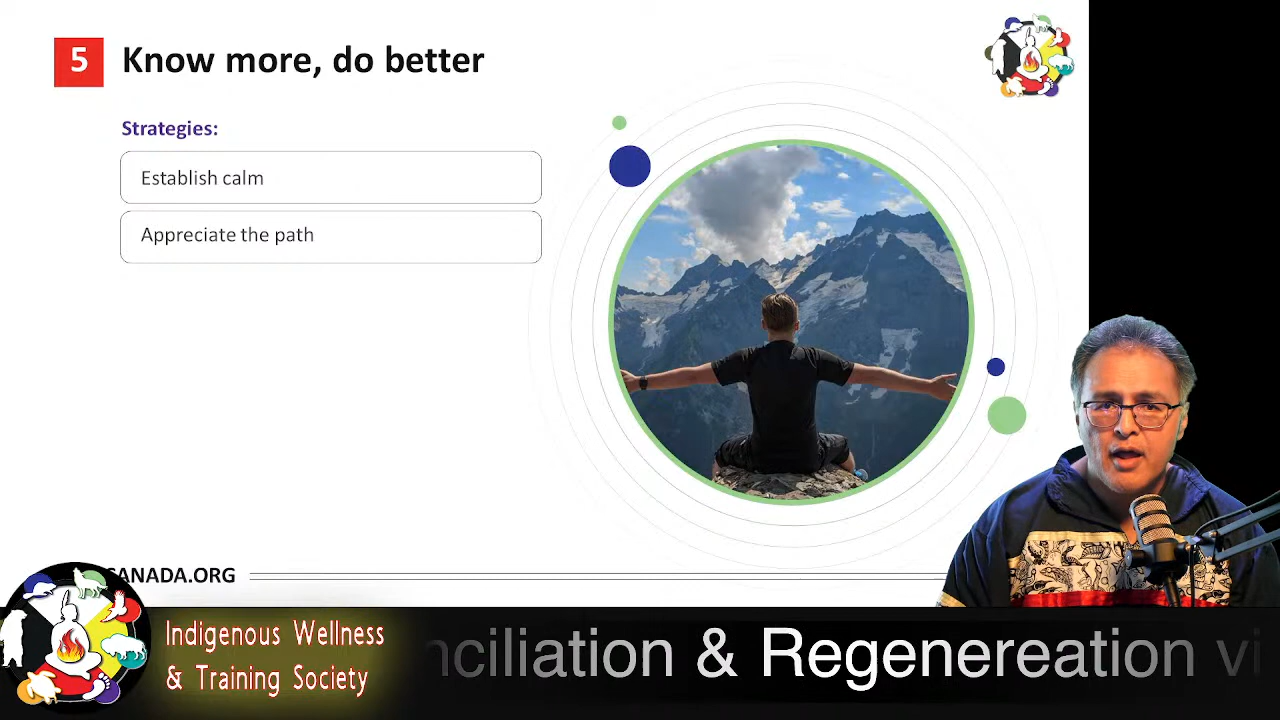 5 Know more, do better
Strategies:
Establish calm
Appreciate the path
CANADA.ORG
Indigenous Wellness
& Training Society
nciliation & Regenereation vi